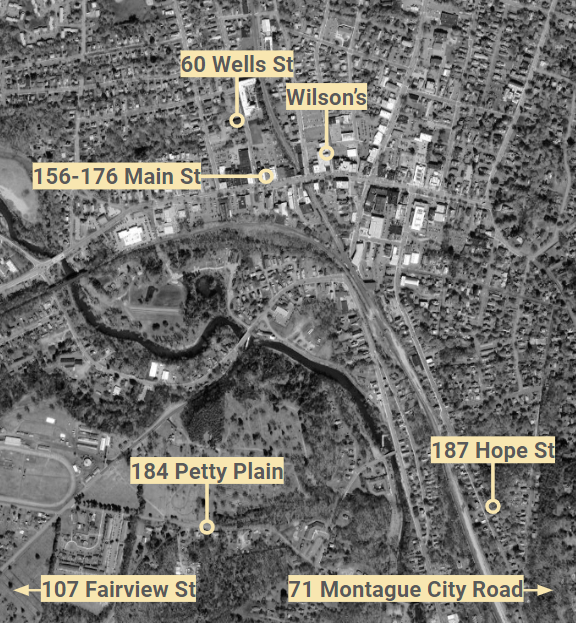 60 Wells St
Wilson's
156-176 Main St
187 Hope St
184 Petty Plain
107 Fairview St
71 Montague City Road